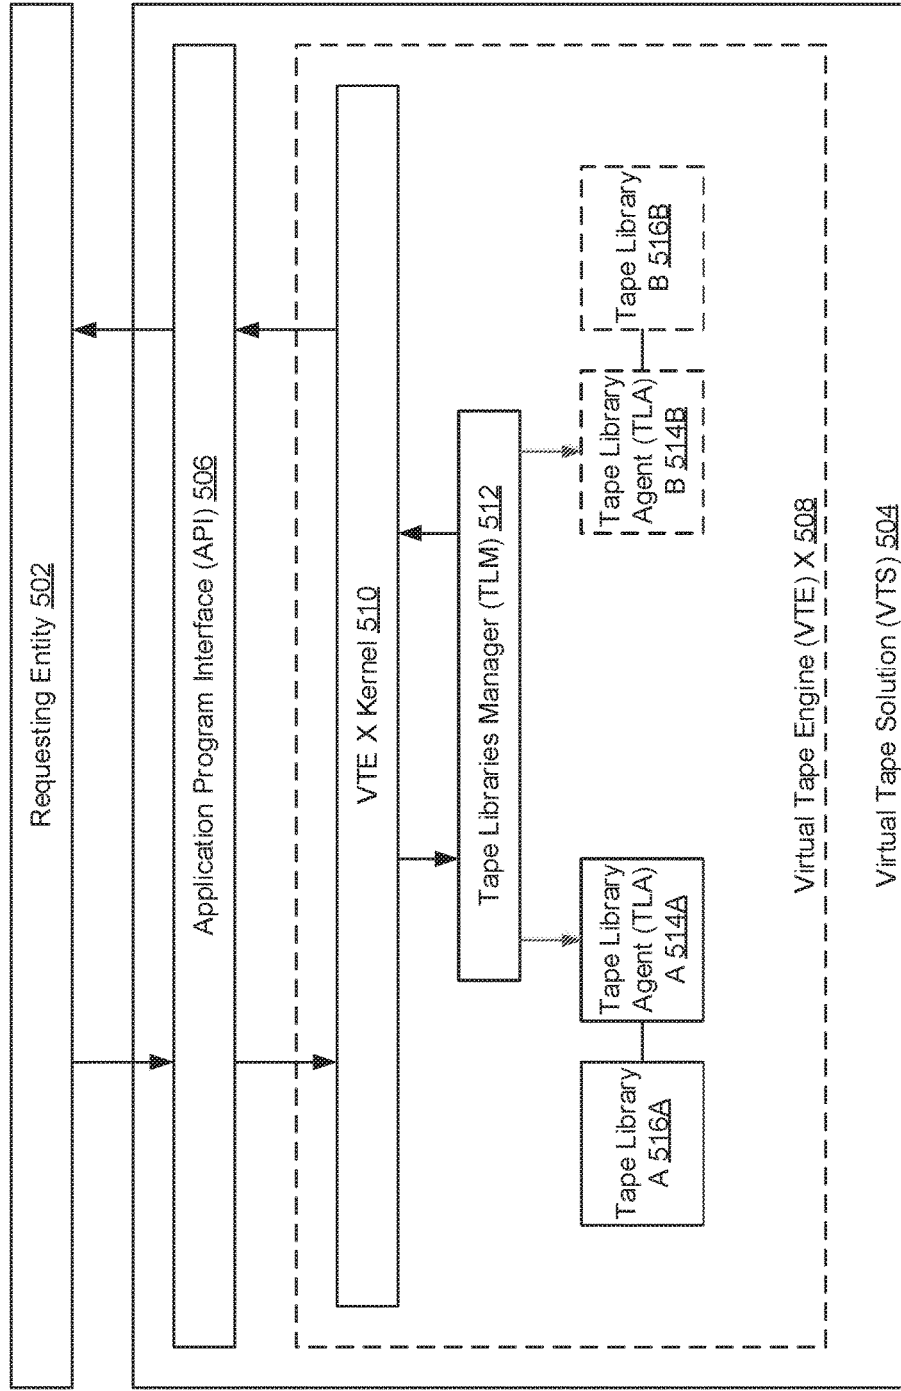 Requesting Entity 502
Application Program Interface (API) 506
VTE X Kernel 510
Tape Libraries Manager (TLM) 512
Tape Library
A 516A
Tape Library
Agent (TLA)
A 514A
Tape Library
Agent (TLA)
B 514B
Tape Library
B 516B
Virtual Tape Engine (VTE) X 508
Virtual Tape Solution (VTS) 504